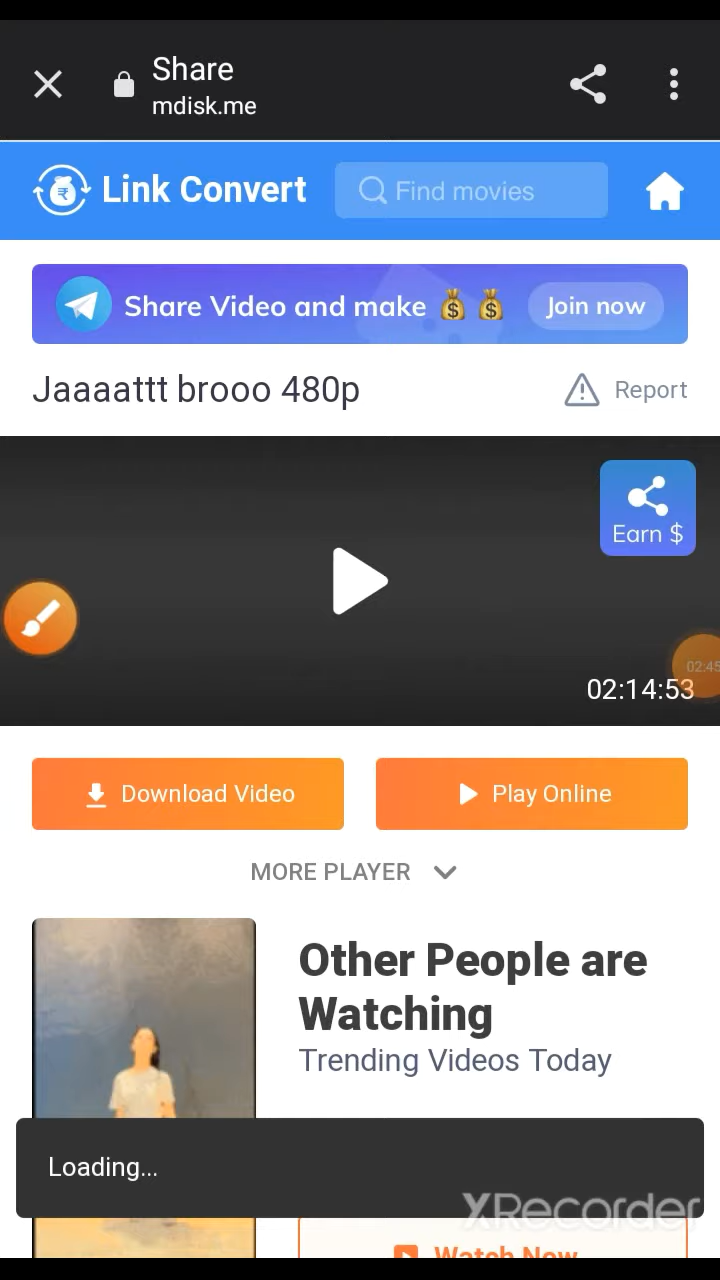 Share
mdisk.me
Link Convert
Find movies
Share Video and make 💰 💰 Join now
Jaaaattt brooo 480p
Report
Earn $
02:45
02:14:53
Download Video
Play Online
MORE PLAYER
Other People are
Watching
Trending Videos Today
Loading...
XRecorder
Watch Now